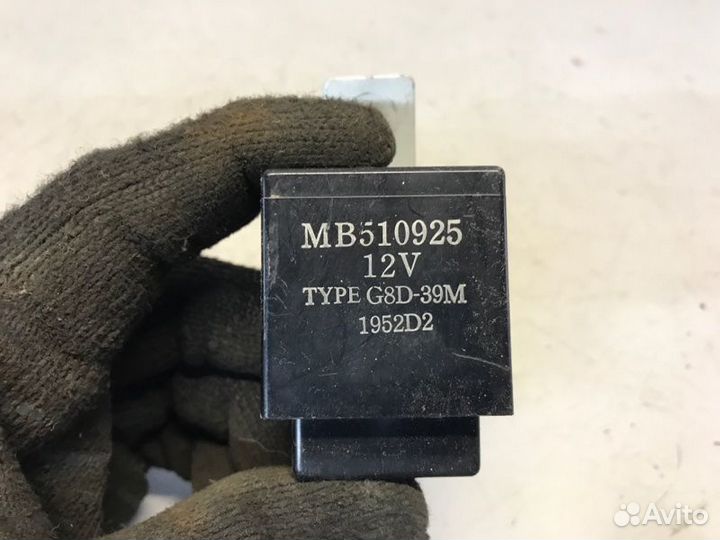 MB510925
12V
TYPE G8D-39M
1952D2
Avito